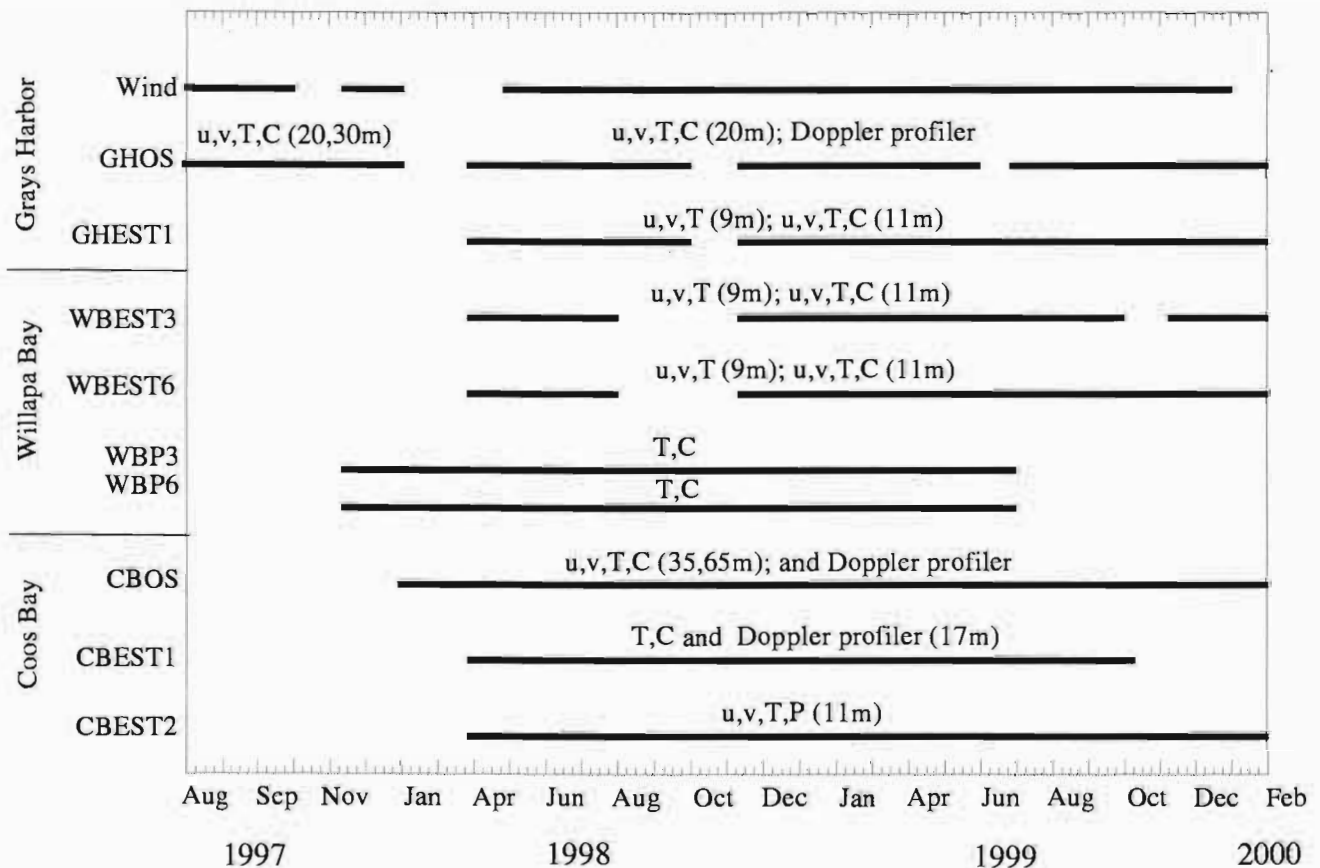 Grays Harbor
Wind
u,v,T,C (20,30m)
u,v,T,C (20m); Doppler profiler
GHOS
u,v,T (9m); u,v,T,C (11m)
GHEST1
Willapa Bay
u,v,T (9m); u,v,T,C (11m)
WBEST3
u,v,T (9m); u,v,T,C (11m)
WBEST6
T,C
WBP3
T,C
WBP6
Coos Bay
u,v,T,C (35,65m); and Doppler profiler
CBOS
T,C and Doppler profiler (17m)
CBEST1
u,v,T,P (11m)
CBEST2
Aug Sep Nov Jan Apr Jun Aug Oct Dec Jan Apr Jun Aug Oct Dec Feb
1997 1998 1999 2000